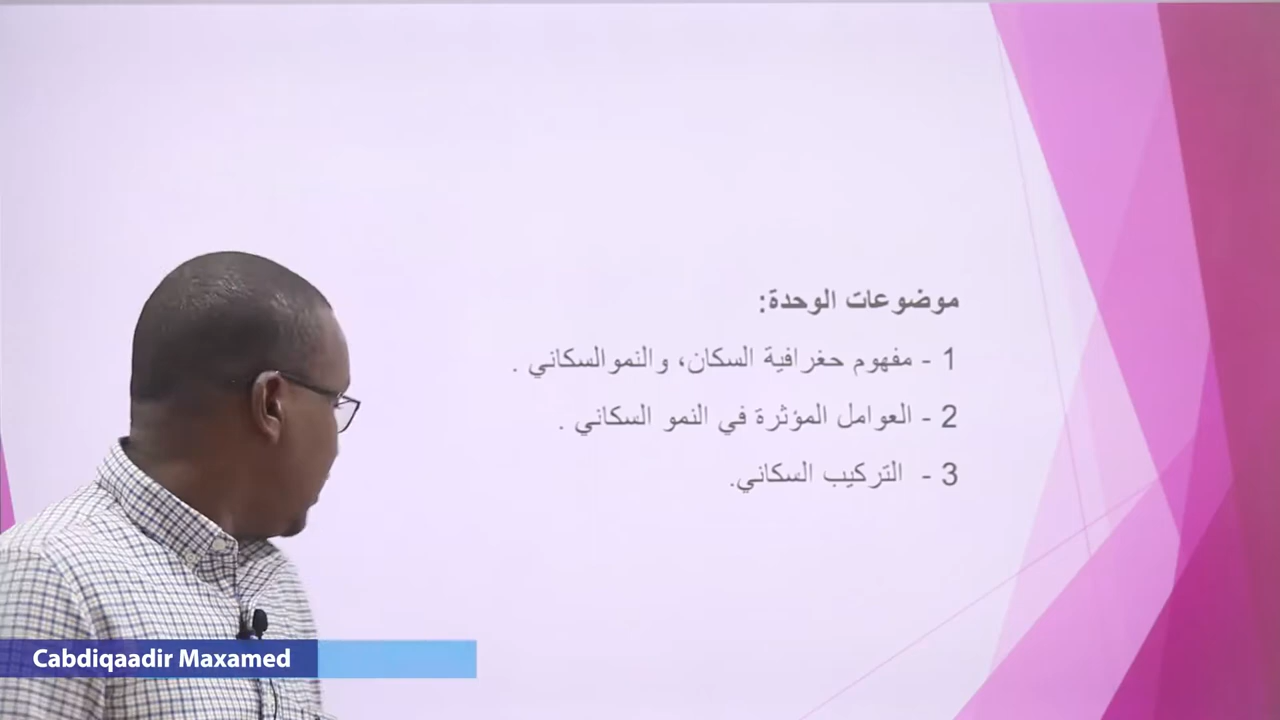 موضوعات الوحدة:
1 - مفهوم حغرافية السكان، والنموالسكاني .
2 - العوامل المؤثرة في النمو السكاني .
3 - التركيب السكاني.
Cabdiqaadir Maxamed